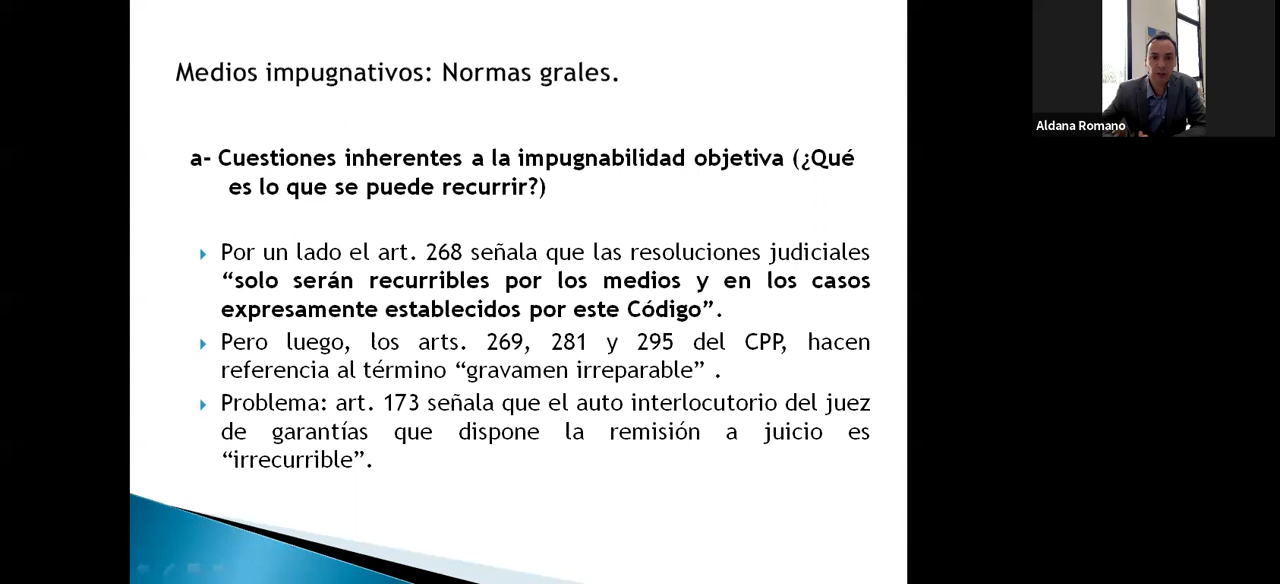 Medios impugnativos: Normas grales.
a- Cuestiones inherentes a la impugnabilidad objetiva (¿Qué
es lo que se puede recurrir?)
Por un lado el art. 268 señala que las resoluciones judiciales
“solo serán recurribles por los medios y en los casos
expresamente establecidos por este Código”.
Pero luego, los arts. 269, 281 y 295 del CPP, hacen
referencia al término “gravamen irreparable” .
Problema: art. 173 señala que el auto interlocutorio del juez
de garantías que dispone la remisión a juicio es
“irrecurrible”.
Aldana Romano